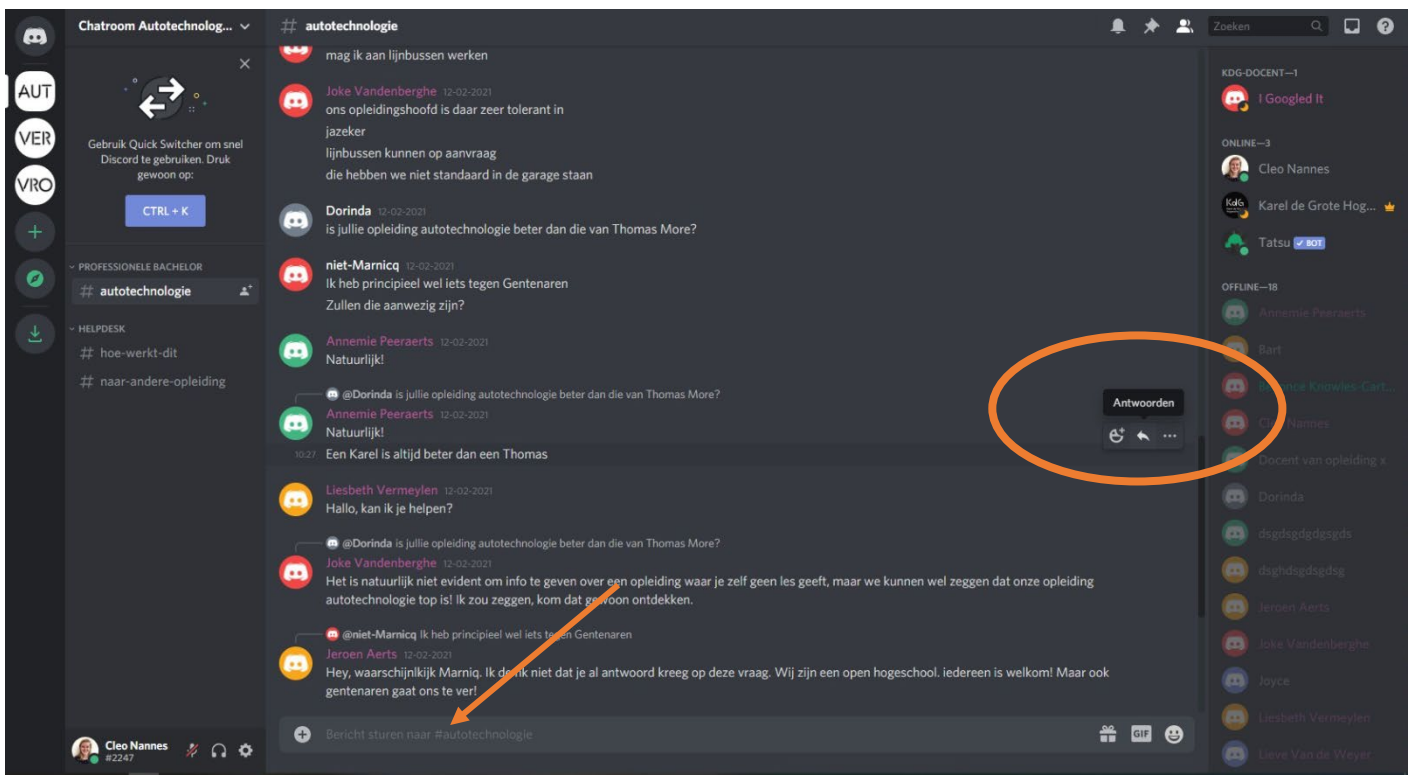 Chatroom Autotechnolog...
autotechnologie
Zoeken
AUT
VER
VRO
Gebruik Quick Switcher om snel
Discord te gebruiken. Druk
gewoon op:
CTRL + K
PROFESSIONELE BACHELOR
autotechnologie
HELPDESK
hoe-werkt-dit
naar-andere-opleiding
Cleo Nannes
#2247
mag ik aan lijnbussen werken
Joke Vandenberghe 12-02-2021
ons opleidingshoofd is daar zeer tolerant in
jazeker
lijnbussen kunnen op aanvraag
die hebben we niet standaard in de garage staan
Dorinda 12-02-2021
is jullie opleiding autotechnologie beter dan die van Thomas More?
niet-Marnicq 12-02-2021
Ik heb principieel wel iets tegen Gentenaren
Zullen die aanwezig zijn?
Annemie Peeraerts 12-02-2021
Natuurlijk!
@Dorinda is jullie opleiding autotechnologie beter dan die van Thomas More?
Annemie Peeraerts 12-02-2021
Natuurlijk!
10:27 Een Karel is altijd beter dan een Thomas
Antwoorden
Liesbeth Vermeylen 12-02-2021
Hallo, kan ik je helpen?
@Dorinda is jullie opleiding autotechnologie beter dan die van Thomas More?
Joke Vandenberghe 12-02-2021
Het is natuurlijk niet evident om info te geven over een opleiding waar je zelf geen les geeft, maar we kunnen wel zeggen dat onze opleiding
autotechnologie top is! Ik zou zeggen, kom dat gewoon ontdekken.
@niet-Marnicq Ik heb principieel wel iets tegen Gentenaren
Jeroen Aerts 12-02-2021
Hey, waarschijnlkijk Marniq. Ik denk niet dat je al antwoord kreeg op deze vraag. Wij zijn een open hogeschool. iedereen is welkom! Maar ook
gentenaren gaat ons te ver!
Bericht sturen naar #autotechnologie
GIF
KDG-DOCENT—1
I Googled It
ONLINE—3
Cleo Nannes
KdG
Karel de Grote Hog...
Tatsu BOT
OFFLINE—18
Annemie Peeraerts
Bart
Beyoncé Knowles-Cart...
Cleo Nannes
Docent van opleiding x
Dorinda
dsgdsgdgdgsgds
dsghdsgdsgdsg
Jeroen Aerts
Joke Vandenberghe
Joyce
Liesbeth Vermeylen
Lieve Van de Weyer